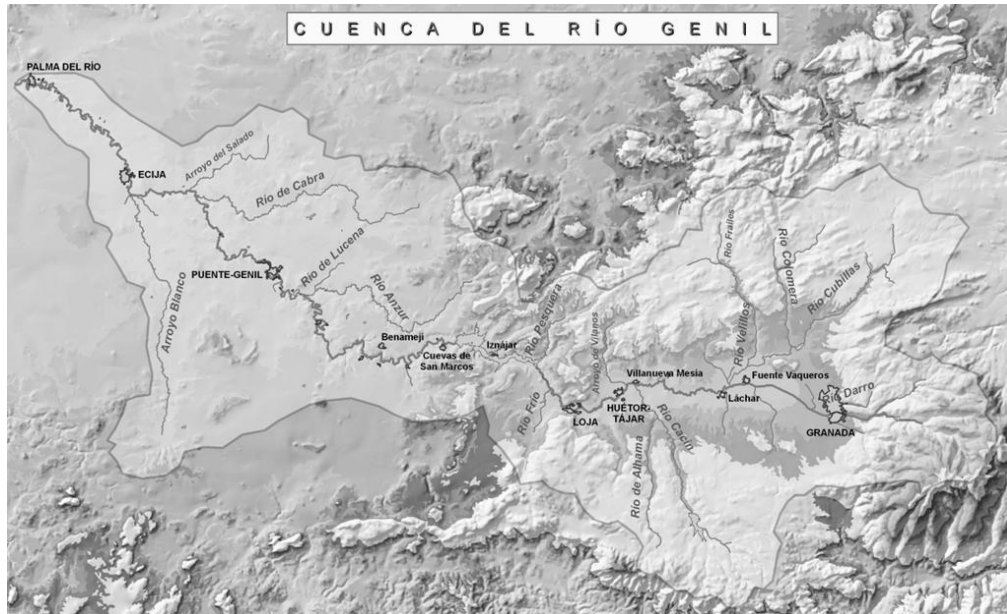 CUENCA DEL RÍO GENIL
PALMA DEL RÍO
Arroyo del Salado
ECIJA
Río de Cabra
Río Frailes
Río Colomera
Río de Lucena
PUENTE-GENIL
Río Cubillas
Río Anzur
Arroyo Blanco
Río Pesquera
Río Velillos
Benamejí
Iznájar
Arroyo de Vilanos
Cuevas de
San Marcos
Villanueva Mesia
Fuente Vaqueros
Río Darro
Láchar
Río Frío
HUÉTOR-
TÁJAR
LOJA
Río Cacín
GRANADA
Río de Alhama